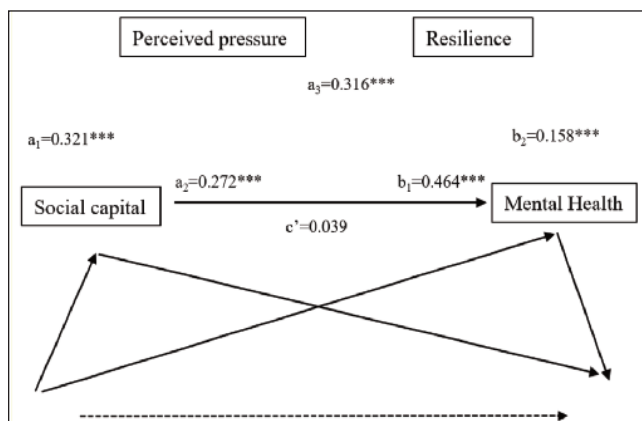 Perceived pressure
Resilience
a₃=0.316***
a₁=0.321***
b₂=0.158***
a₂=0.272***
b₁=0.464***
Social capital
Mental Health
c’=0.039